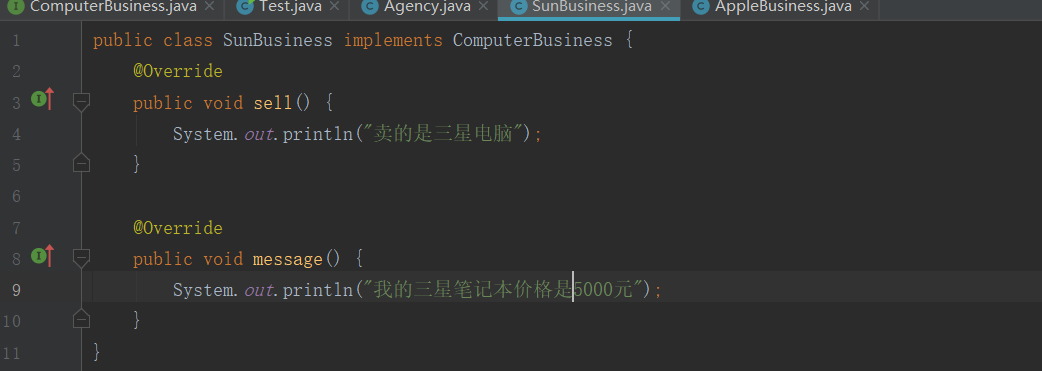 ComputerBusiness.java Test.java Agency.java SunBusiness.java AppleBusiness.java
1 public class SunBusiness implements ComputerBusiness {
2 @Override
3 public void sell() {
4 System.out.println("卖的是三星电脑");
5 }
6
7 @Override
8 public void message() {
9 System.out.println("我的三星笔记本价格是5000元");
10 }
11 }